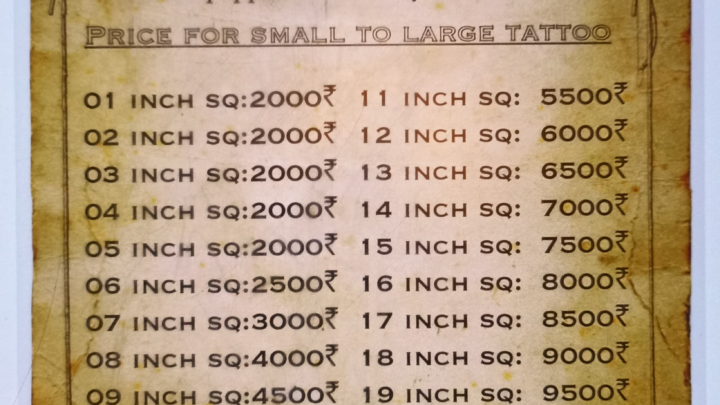 PRICE FOR SMALL TO LARGE TATTOO
01 INCH SQ:2000₹ 11 INCH SQ: 5500₹
02 INCH SQ:2000₹ 12 INCH SQ: 6000₹
03 INCH SQ:2000₹ 13 INCH SQ: 6500₹
04 INCH SQ:2000₹ 14 INCH SQ: 7000₹
05 INCH SQ:2000₹ 15 INCH SQ: 7500₹
06 INCH SQ:2500₹ 16 INCH SQ: 8000₹
07 INCH SQ:3000₹ 17 INCH SQ: 8500₹
08 INCH SQ:4000₹ 18 INCH SQ: 9000₹
09 INCH SQ:4500₹ 19 INCH SQ: 9500₹